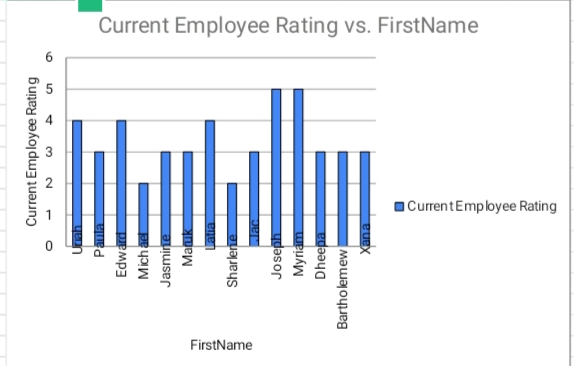 Current Employee Rating vs. FirstName
6
5
4
3
2
1
0
Current Employee Rating
Uriah
Paula
Edward
Michael
Jasmine
Maruk
Latia
Sharlene
Jac
Joseph
Myriam
Dheepa
Bartholemew
Xana
FirstName
Current Employee Rating